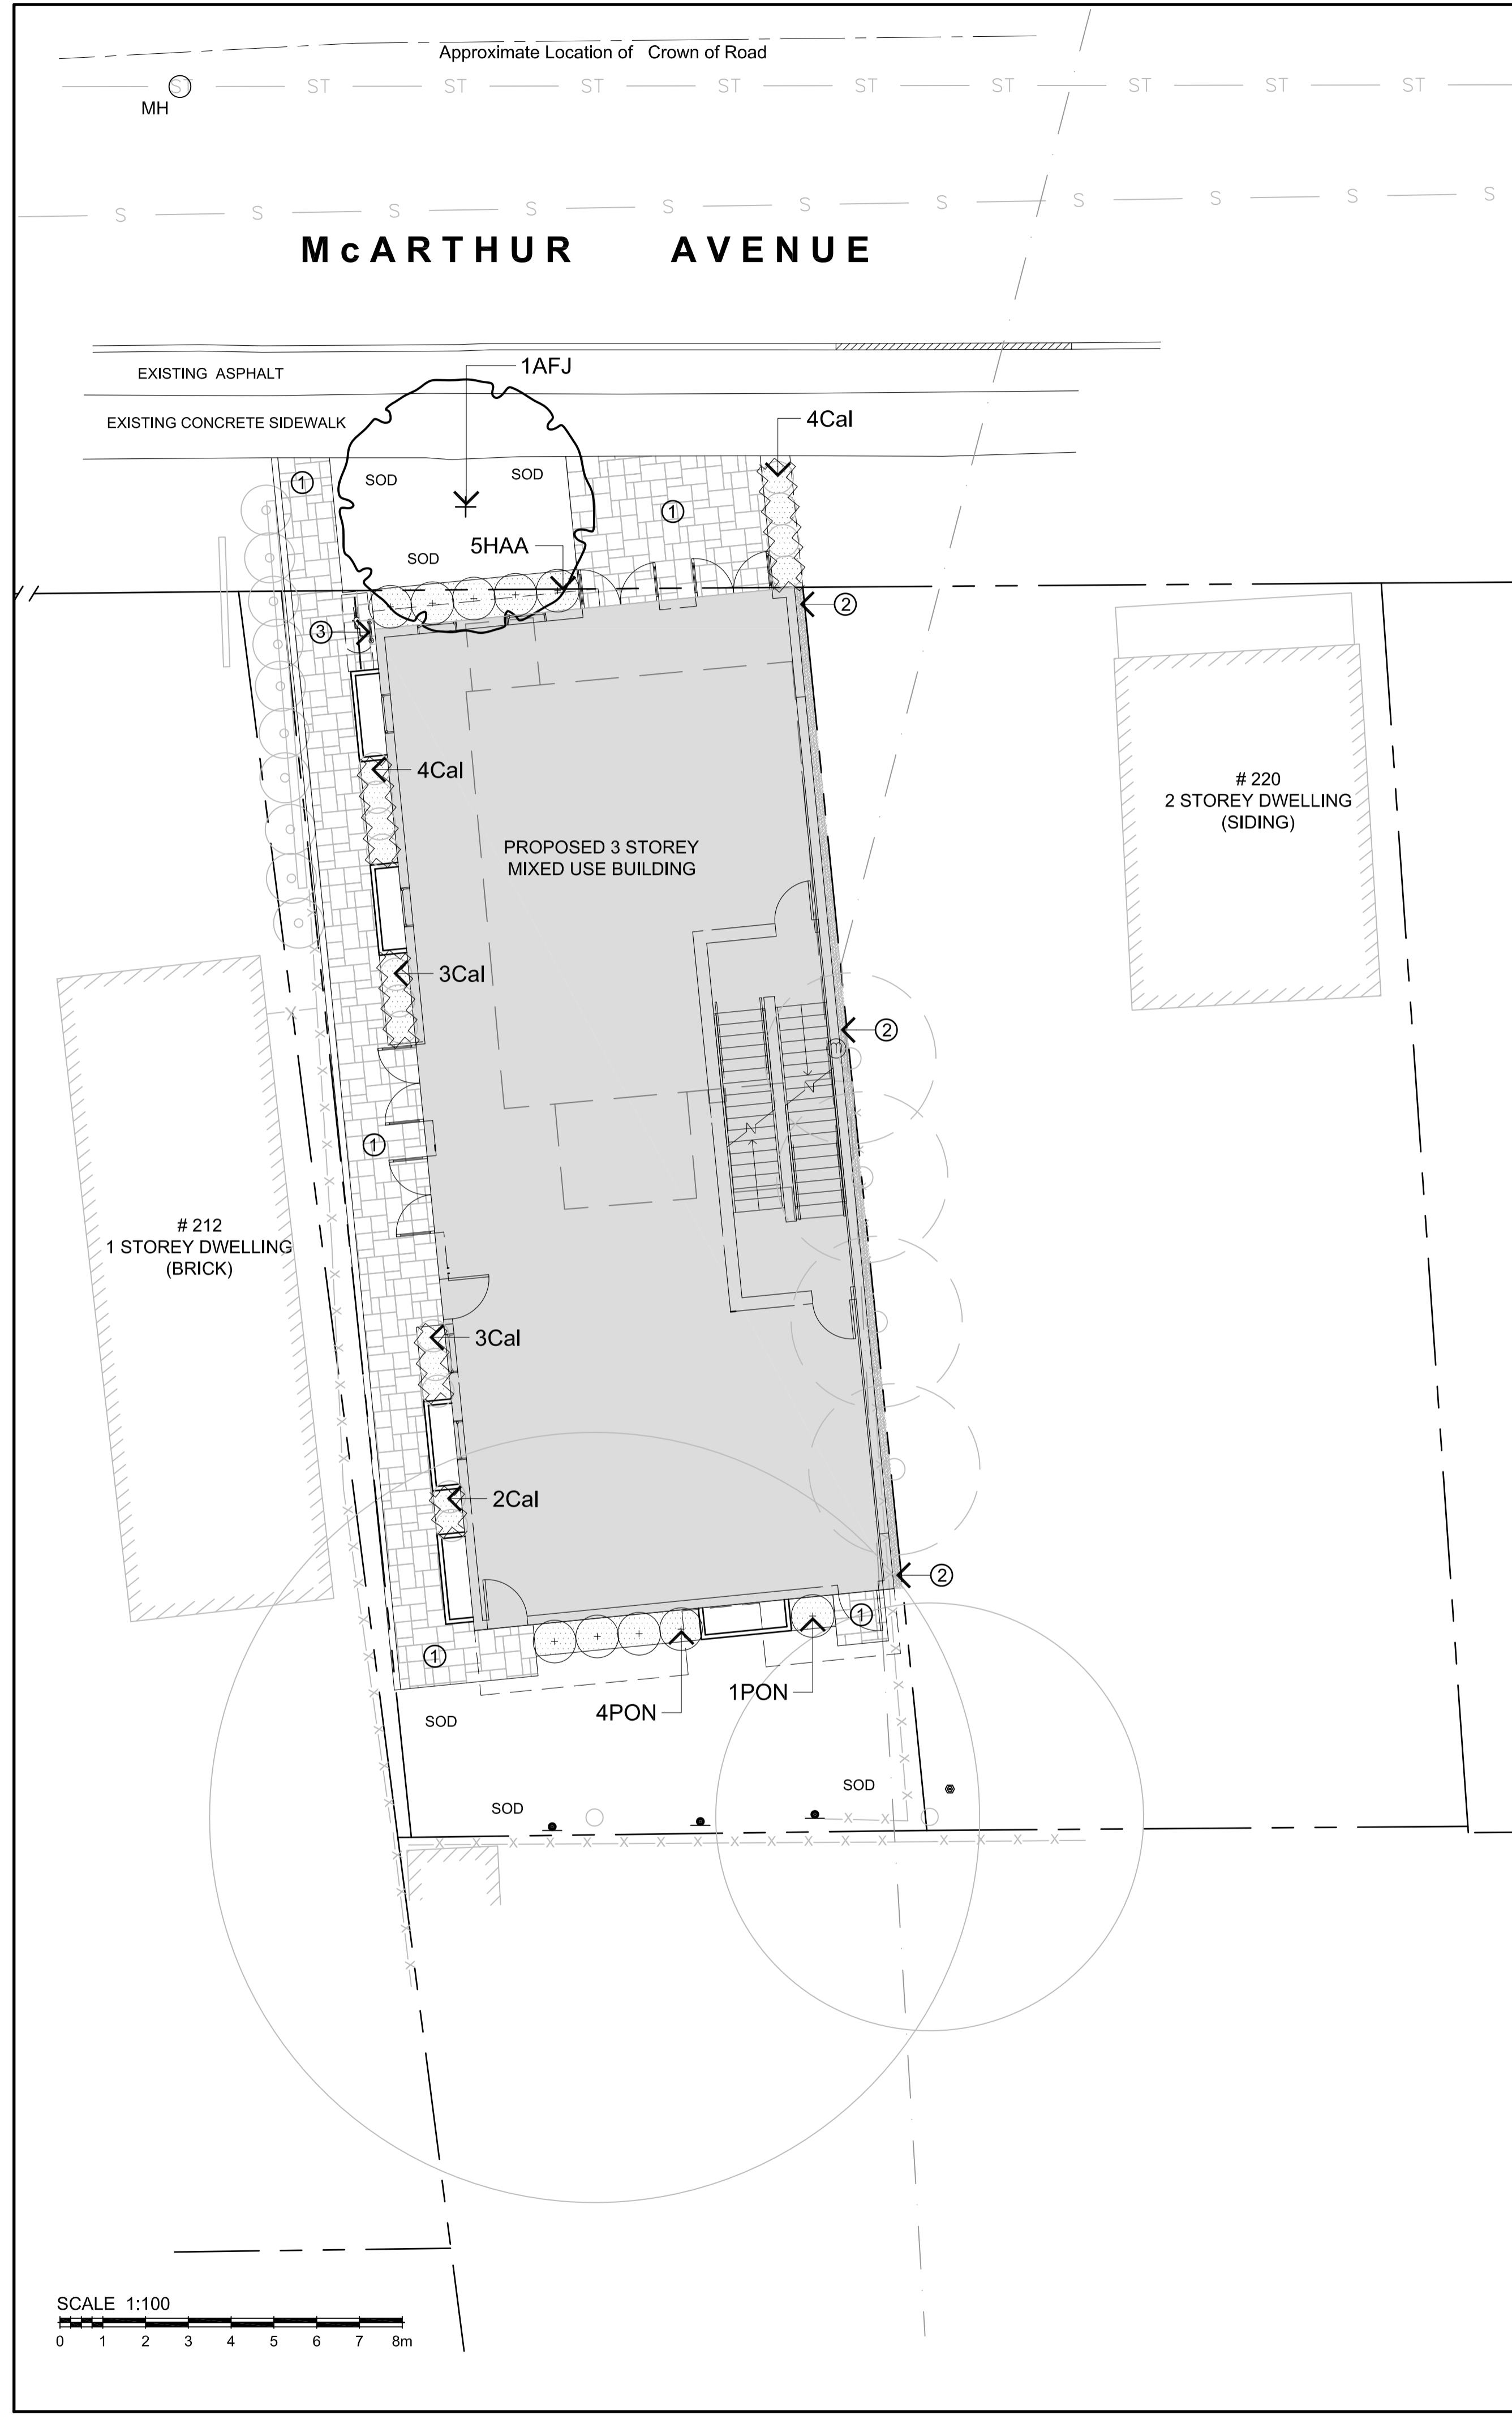 Approximate Location of Crown of Road
ST ST ST ST ST ST ST ST ST ST
MH
S S S S S S S S S S S
McARTHUR AVENUE
1AFJ
EXISTING ASPHALT
EXISTING CONCRETE SIDEWALK
4Cal
SOD
SOD
1
1
SOD
5HAA
2
3
4Cal
# 220
2 STOREY DWELLING
(SIDING)
PROPOSED 3 STOREY
MIXED USE BUILDING
3Cal
2
m
1
# 212
1 STOREY DWELLING
(BRICK)
3Cal
2Cal
2
1
1
1PON
4PON
SOD
SOD
SOD
SCALE 1:100
0 1 2 3 4 5 6 7 8m